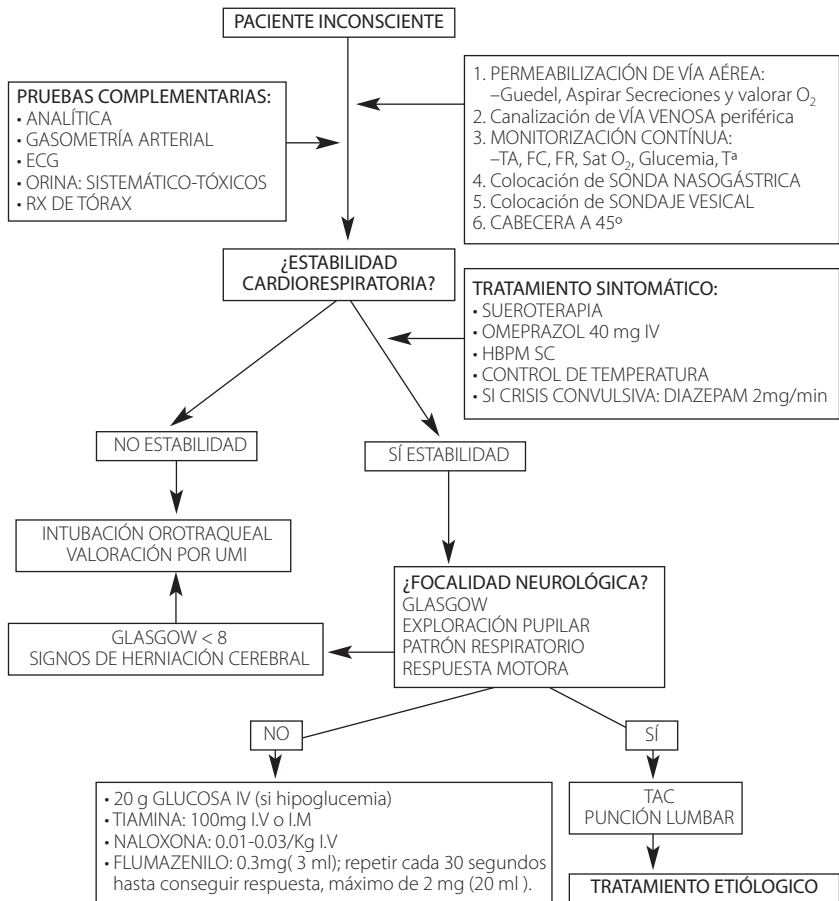 PACIENTE INCONSCIENTE
PRUEBAS COMPLEMENTARIAS:
• ANALÍTICA
• GASOMETRÍA ARTERIAL
• ECG
• ORINA: SISTEMÁTICO-TÓXICOS
• RX DE TÓRAX
1. PERMEABILIZACIÓN DE VÍA AÉREA:
–Guedel, Aspirar Secreciones y valorar O₂
2. Canalización de VÍA VENOSA periférica
3. MONITORIZACIÓN CONTÍNUA:
–TA, FC, FR, Sat O₂, Glucemia, Tª
4. Colocación de SONDA NASOGÁSTRICA
5. Colocación de SONDAJE VESICAL
6. CABECERA A 45º
¿ESTABILIDAD
CARDIORESPIRATORIA?
TRATAMIENTO SINTOMÁTICO:
• SUEROTERAPIA
• OMEPRAZOL 40 mg IV
• HBPM SC
• CONTROL DE TEMPERATURA
• SI CRISIS CONVULSIVA: DIAZEPAM 2mg/min
NO ESTABILIDAD
SÍ ESTABILIDAD
INTUBACIÓN OROTRAQUEAL
VALORACIÓN POR UMI
¿FOCALIDAD NEUROLÓGICA?
GLASGOW
EXPLORACIÓN PUPILAR
PATRÓN RESPIRATORIO
RESPUESTA MOTORA
GLASGOW < 8
SIGNOS DE HERNIACIÓN CEREBRAL
NO
SÍ
• 20 g GLUCOSA IV (si hipoglucemia)
• TIAMINA: 100mg I.V o I.M
• NALOXONA: 0.01-0.03/Kg I.V
• FLUMAZENILO: 0.3mg( 3 ml); repetir cada 30 segundos
hasta conseguir respuesta, máximo de 2 mg (20 ml ).
TAC
PUNCIÓN LUMBAR
TRATAMIENTO ETIÓLOGICO